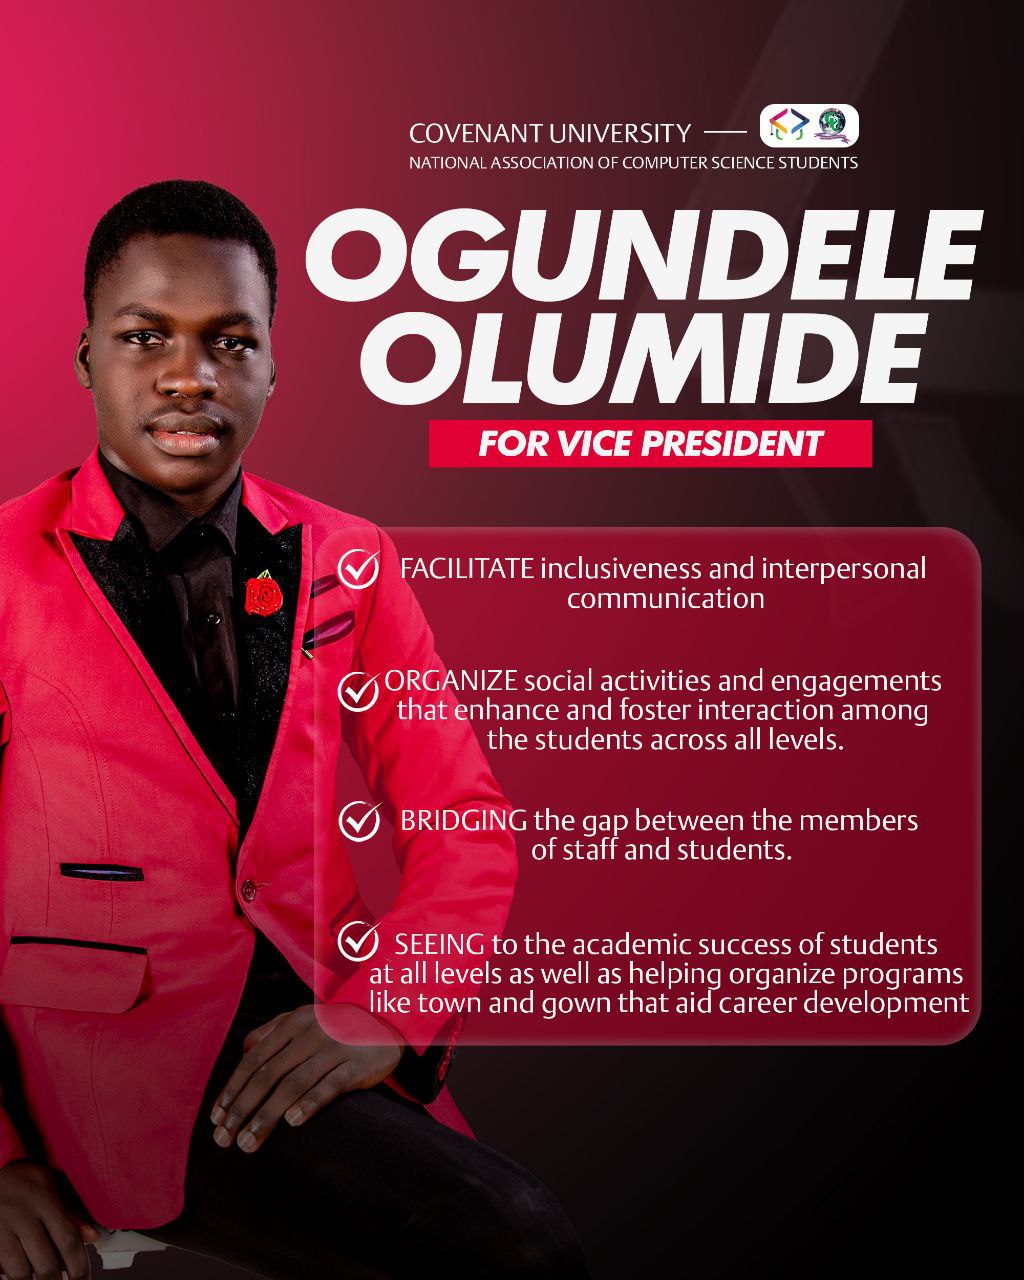 COVENANT UNIVERSITY
NATIONAL ASSOCIATION OF COMPUTER SCIENCE STUDENTS
OGUNDELE
OLUMIDE
FOR VICE PRESIDENT
FACILITATE inclusiveness and interpersonal
communication
ORGANIZE social activities and engagements
that enhance and foster interaction among
the students across all levels.
BRIDGING the gap between the members
of staff and students.
SEEING to the academic success of students
at all levels as well as helping organize programs
like town and gown that aid career development